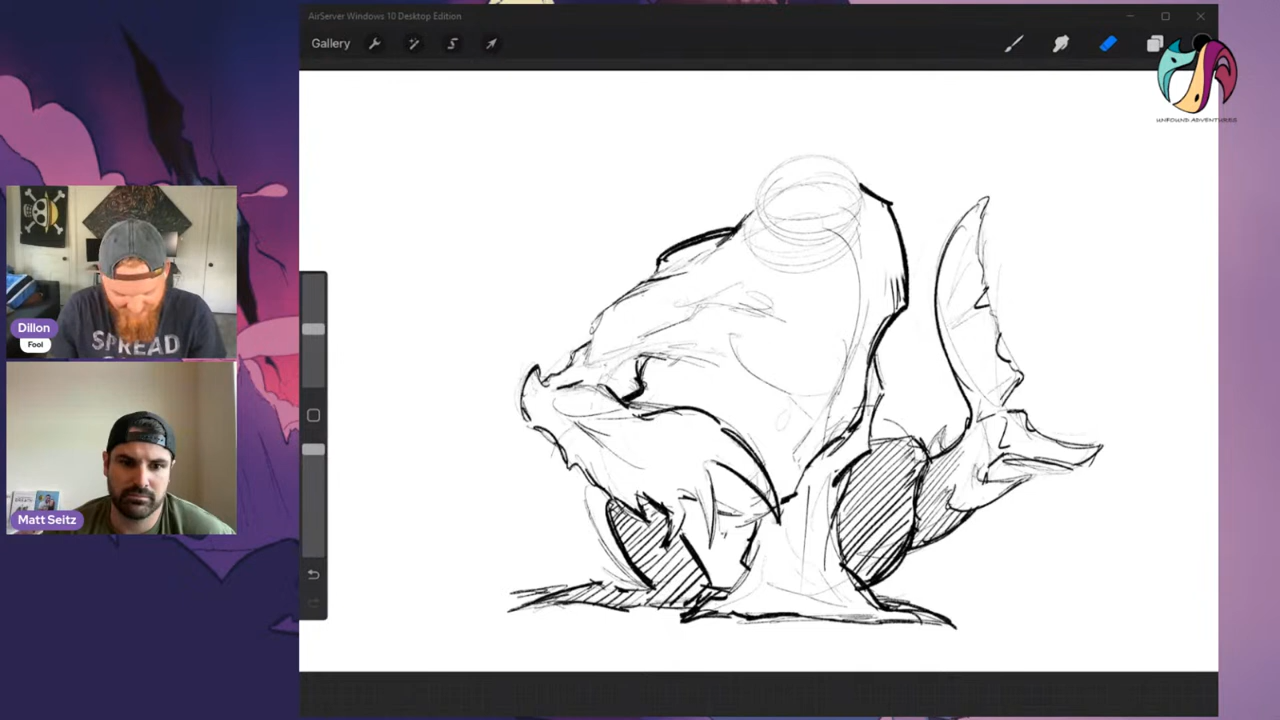 AirServer Windows 10 Desktop Edition
Gallery
UNFOUND ADVENTURES
Dillon
Fool
SPREAD
Matt Seitz